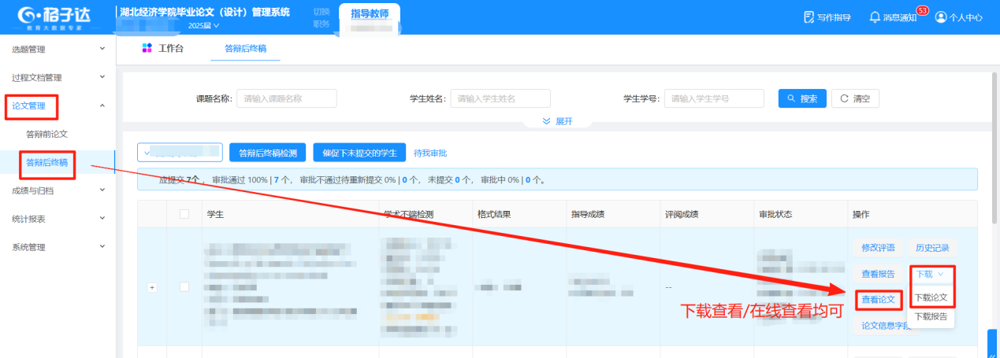 格子达
教育大数据专家
湖北经济学院毕业论文（设计）管理系统
2025届
切换
职务
指导教师
写作指导
消息通知
53
个人中心
选题管理
过程文档管理
论文管理
答辩前论文
答辩后终稿
成绩与归档
统计报表
系统管理
工作台
答辩后终稿
课题名称:
请输入课题名称
学生姓名:
请输入学生姓名
学生学号:
请输入学生学号
搜索
清空
展开
答辩后终稿检测
催促下未提交的学生
待我审批
应提交 7个， 审批通过 100% | 7 个， 审批不通过待重新提交 0% | 0 个， 未提交 0 个， 审批中 0% | 0 个。
学生
学术不端检测
格式结果
指导成绩
评阅成绩
审批状态
操作
--
修改评语
历史记录
查看报告
下载
查看论文
下载论文
下载报告
论文信息字段
下载查看/在线查看均可